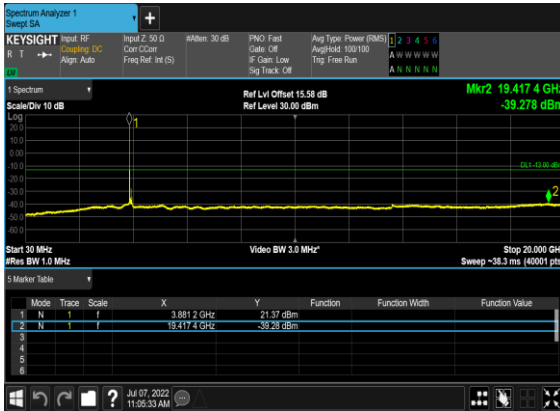 Spectrum Analyzer 1
Swept SA
+
KEYSIGHT Input: RF Input Z: 50 Ω #Atten: 30 dB PNO: Fast Avg Type: Power (RMS) 1 2 3 4 5 6
R T Coupling: DC Corr CCorr Gate: Off Avg|Hold: 100/100 A W W W W W
Align: Auto Freq Ref: Int (S) IF Gain: Low Trig: Free Run
Sig Track: Off A N N N N N
1 Spectrum
Scale/Div 10 dB
Ref Lvl Offset 15.58 dB
Ref Level 30.00 dBm
Mkr2 19.417 4 GHz
-39.278 dBm
Log
20.0
10.0
0.00
-10.0
-20.0
-30.0
-40.0
-50.0
-60.0
1
DL1 -13.00 dBm
2
Start 30 MHz Video BW 3.0 MHz* Stop 20.000 GHz
#Res BW 1.0 MHz Sweep ~38.3 ms (40001 pts)
5 Marker Table
Mode Trace Scale X Y Function Function Width Function Value
1 N 1 f 3.881 2 GHz 21.37 dBm
2 N 1 f 19.417 4 GHz -39.28 dBm
3
4
5
6
? Jul 07, 2022
11:05:33 AM